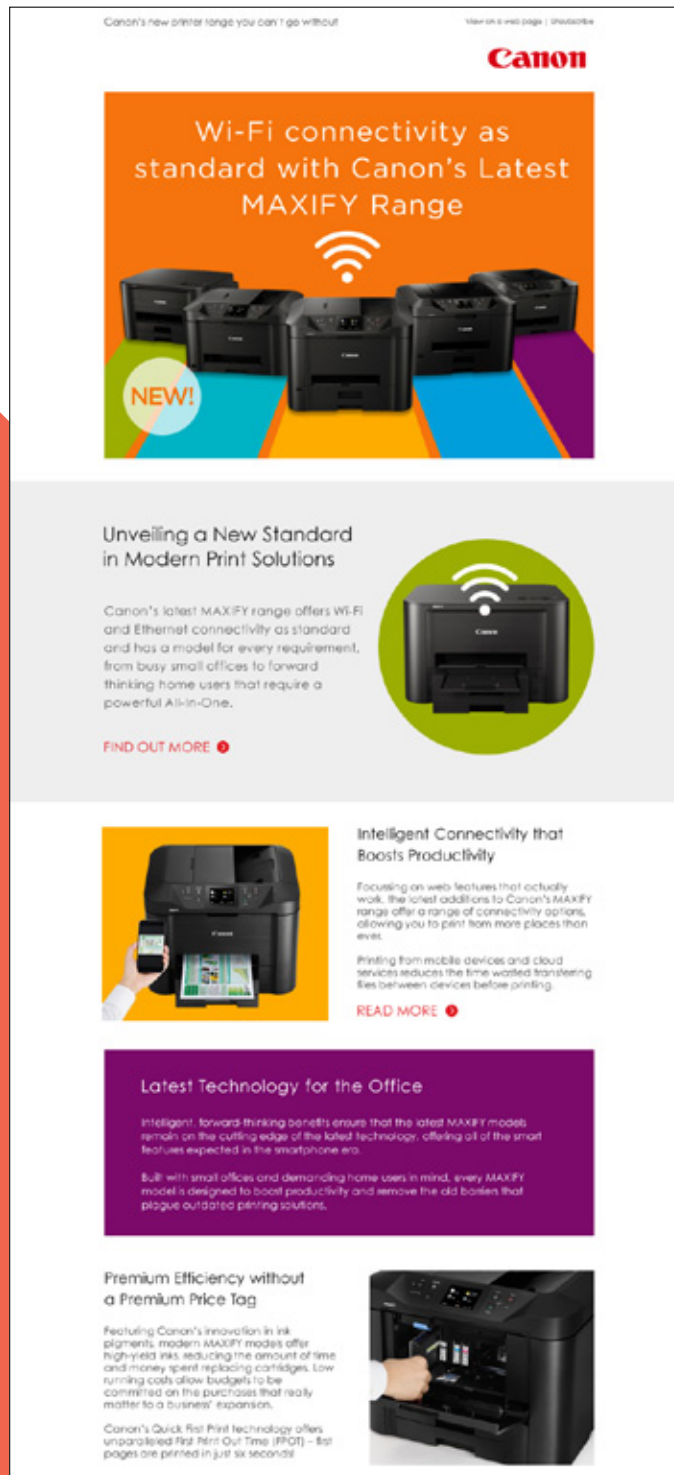 Canon's new printer range you can't go without
View on a web page | Unsubscribe
Canon
Wi-Fi connectivity as
standard with Canon's Latest
MAXIFY Range
Canon
Canon
Canon
Canon
Canon
NEW!
Unveiling a New Standard
in Modern Print Solutions
Canon's latest MAXIFY range offers Wi-Fi
and Ethernet connectivity as standard
and has a model for every requirement,
from busy small offices to forward
thinking home users that require a
powerful All-In-One.
FIND OUT MORE
Canon
Intelligent Connectivity that
Boosts Productivity
Focussing on web features that actually
work, the latest additions to Canon's MAXIFY
range offer a range of connectivity options,
allowing you to print from more places than
ever.
Printing from mobile devices and cloud
services reduces the time wasted transferring
files between devices before printing.
READ MORE
Canon
Latest Technology for the Office
Intelligent, forward-thinking benefits ensure that the latest MAXIFY models
remain on the cutting edge of the latest technology, offering all of the smart
features expected in the smartphone era.
Built with small offices and demanding home users in mind, every MAXIFY
model is designed to boost productivity and remove the old barriers that
plague outdated printing solutions.
Premium Efficiency without
a Premium Price Tag
Featuring Canon's innovation in ink
pigments, modern MAXIFY models offer
high-yield inks, reducing the amount of time
and money spent replacing cartridges. Low
running costs allow budgets to be
committed on the purchases that really
matter to a business' expansion.
Canon's Quick First Print technology offers
unparalleled First Print Out Time (FPOT) – first
pages are printed in just six seconds!